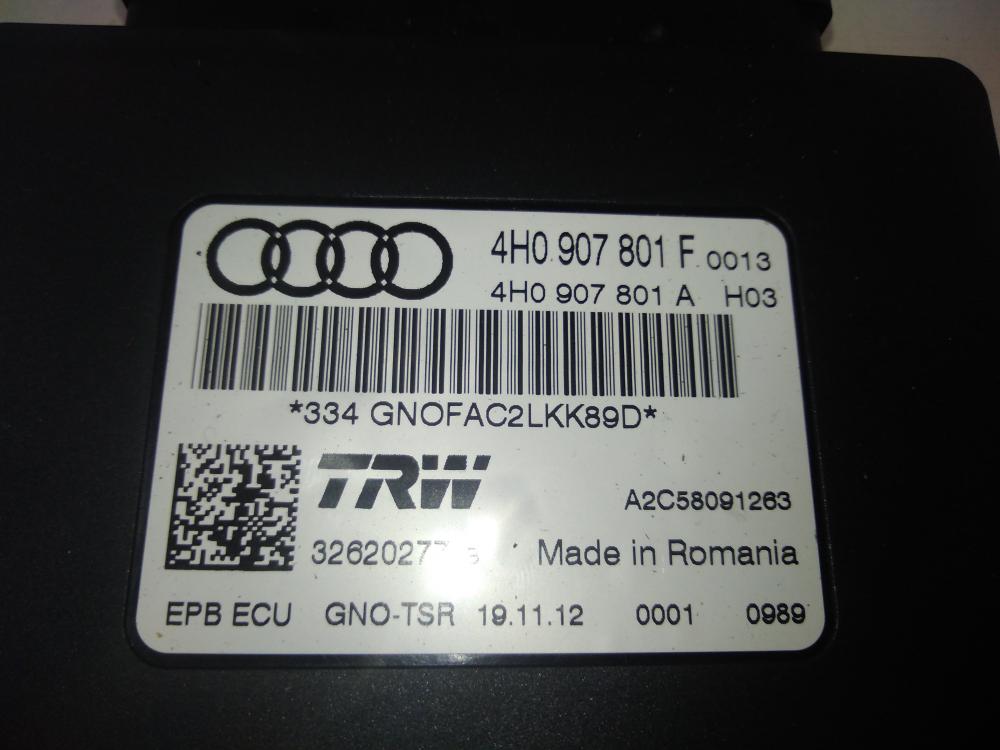 4H0 907 801 F 0013
4H0 907 801 A H03
*334 GNOFAC2LKK89D*
TRW
A2C58091263
Made in Romania
EPB ECU GNO-TSR 19.11.12 0001 0989